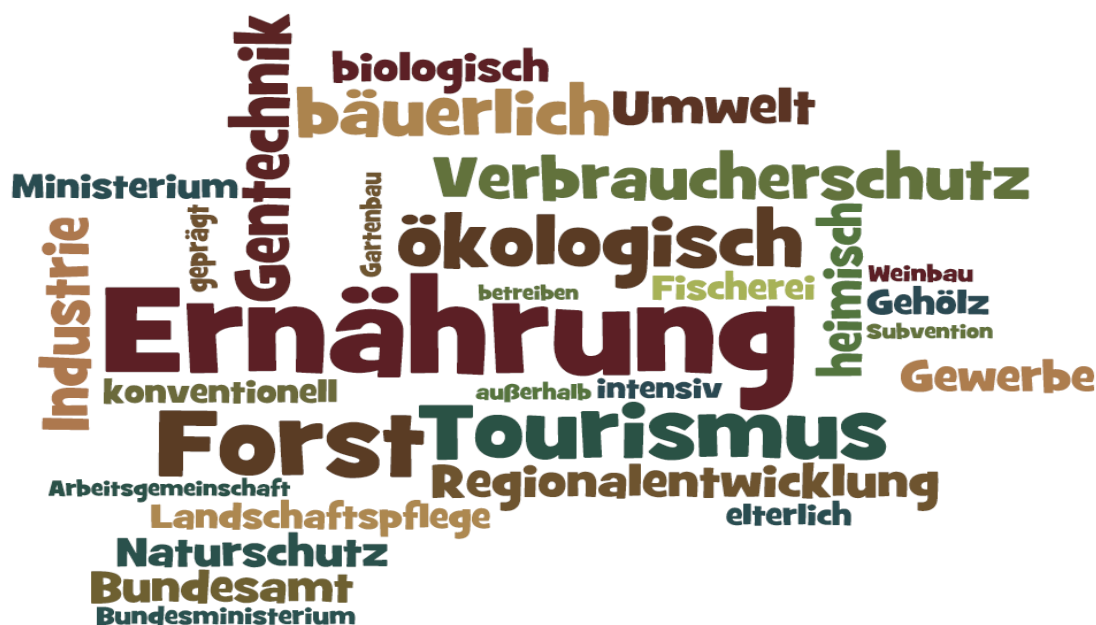 Gentechnik
biologisch
bäuerlich
Umwelt
Ministerium
Verbraucherschutz
geprägt
Gartenbau
ökologisch
heimisch
Industrie
Weinbau
betreiben
Fischerei
Gehölz
Ernährung
Subvention
Gewerbe
konventionell
außerhalb
intensiv
Forst
Tourismus
Regionalentwicklung
Arbeitsgemeinschaft
Landschaftspflege
elterlich
Naturschutz
Bundesamt
Bundesministerium